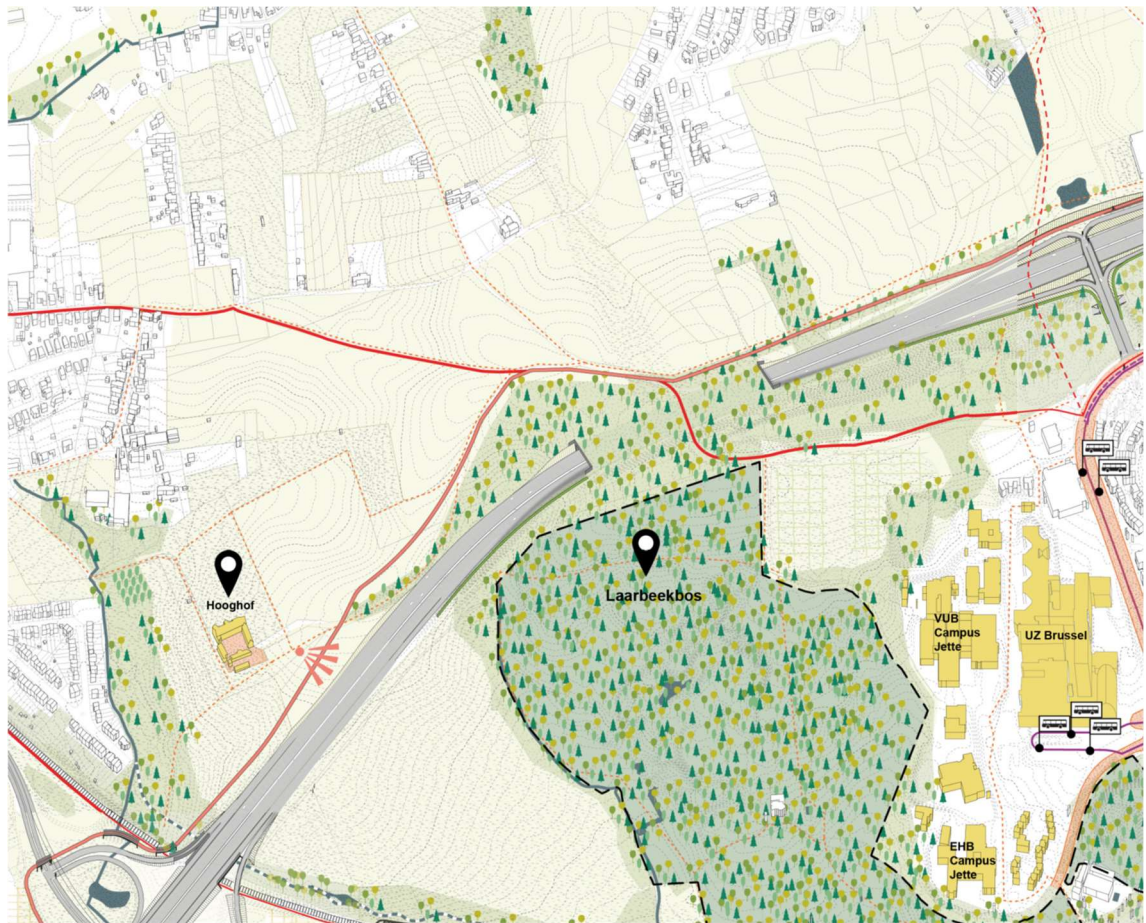 Hooghof
Laarbeekbos
VUB
Campus
Jette
UZ Brussel
EHB
Campus
Jette